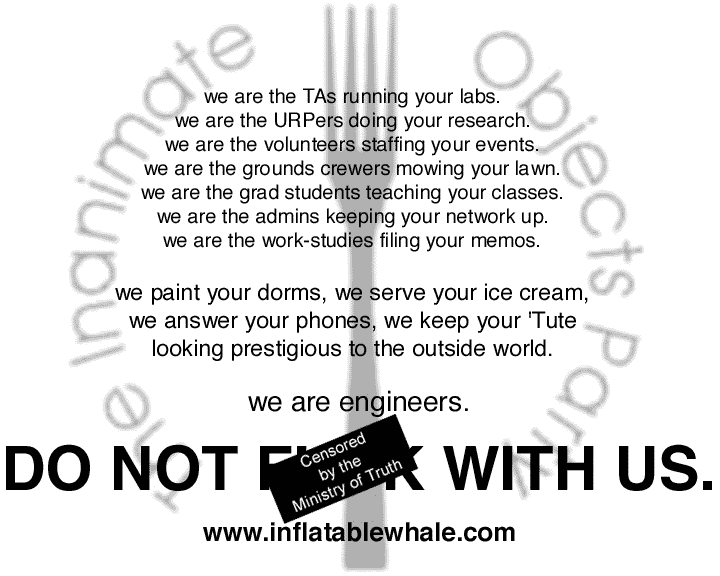 The Inanimate Objects Party
we are the TAs running your labs.
we are the URPers doing your research.
we are the volunteers staffing your events.
we are the grounds crewers mowing your lawn.
we are the grad students teaching your classes.
we are the admins keeping your network up.
we are the work-studies filing your memos.
we paint your dorms, we serve your ice cream,
we answer your phones, we keep your 'Tute
looking prestigious to the outside world.
we are engineers.
DO NOT F K WITH US.
Censored
by the
Ministry of Truth
www.inflatablewhale.com